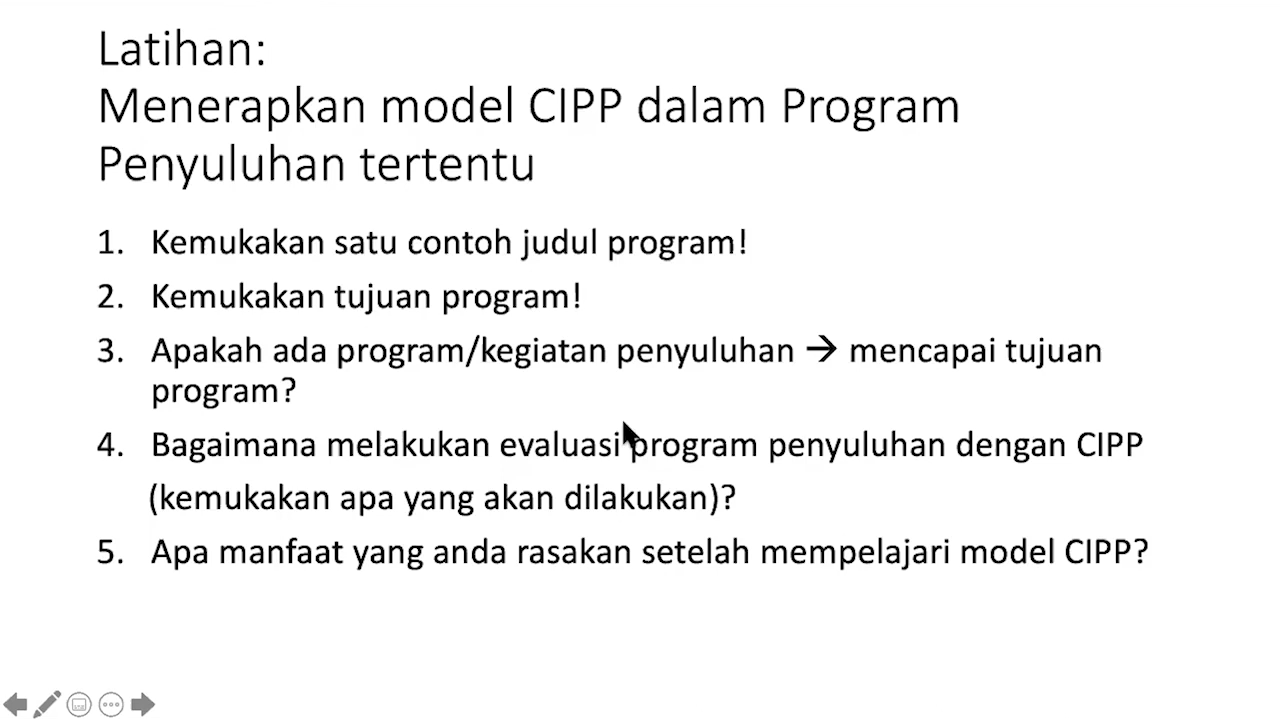 Latihan:
Menerapkan model CIPP dalam Program
Penyuluhan tertentu
1. Kemukakan satu contoh judul program!
2. Kemukakan tujuan program!
3. Apakah ada program/kegiatan penyuluhan → mencapai tujuan
program?
4. Bagaimana melakukan evaluasi program penyuluhan dengan CIPP
(kemukakan apa yang akan dilakukan)?
5. Apa manfaat yang anda rasakan setelah mempelajari model CIPP?